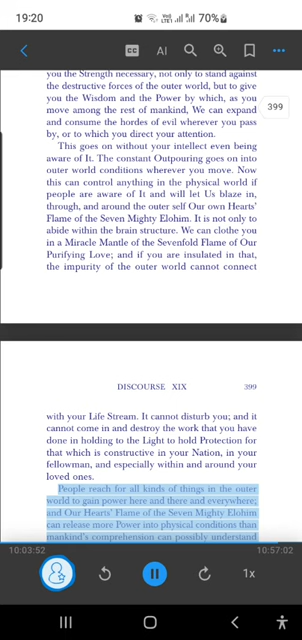 19:20
70%
CC
AI
you the Strength necessary, not only to stand against
the destructive forces of the outer world, but to give
you the Wisdom and the Power by which, as you
move among the rest of mankind, We can expand
and consume the hordes of evil wherever you pass
by, or to which you direct your attention.
399
This goes on without your intellect even being
aware of It. The constant Outpouring goes on into
outer world conditions wherever you move. Now
this can control anything in the physical world if
people are aware of It and will let Us blaze in,
through, and around the outer self Our own Hearts'
Flame of the Seven Mighty Elohim. It is not only to
abide within the brain structure. We can clothe you
in a Miracle Mantle of the Sevenfold Flame of Our
Purifying Love; and if you are insulated in that,
the impurity of the outer world cannot connect
DISCOURSE XIX 399
with your Life Stream. It cannot disturb you; and it
cannot come in and destroy the work that you have
done in holding to the Light to hold Protection for
that which is constructive in your Nation, in your
fellowman, and especially within and around your
loved ones.
People reach for all kinds of things in the outer
world to gain power here and there and everywhere;
and Our Hearts' Flame of the Seven Mighty Elohim
can release more Power into physical conditions than
mankind's comprehension can possibly understand
10:03:52
10:57:02
1x